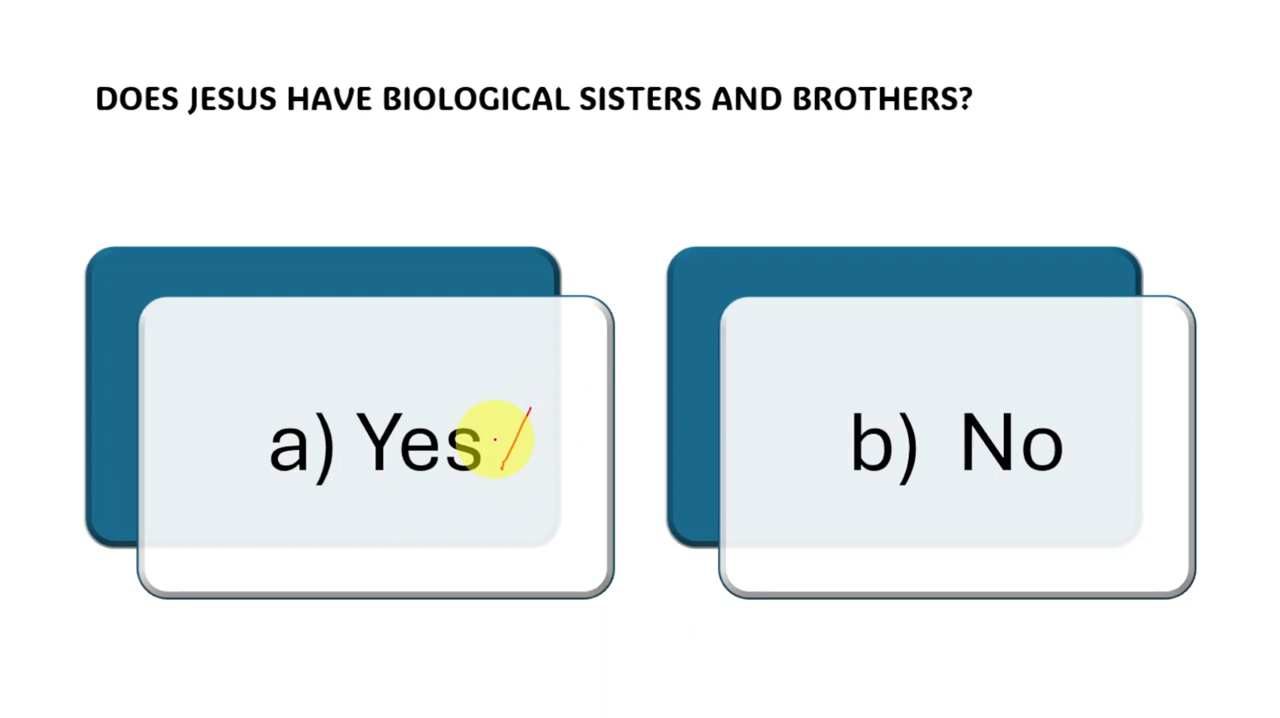 DOES JESUS HAVE BIOLOGICAL SISTERS AND BROTHERS?
a) Yes
b) No